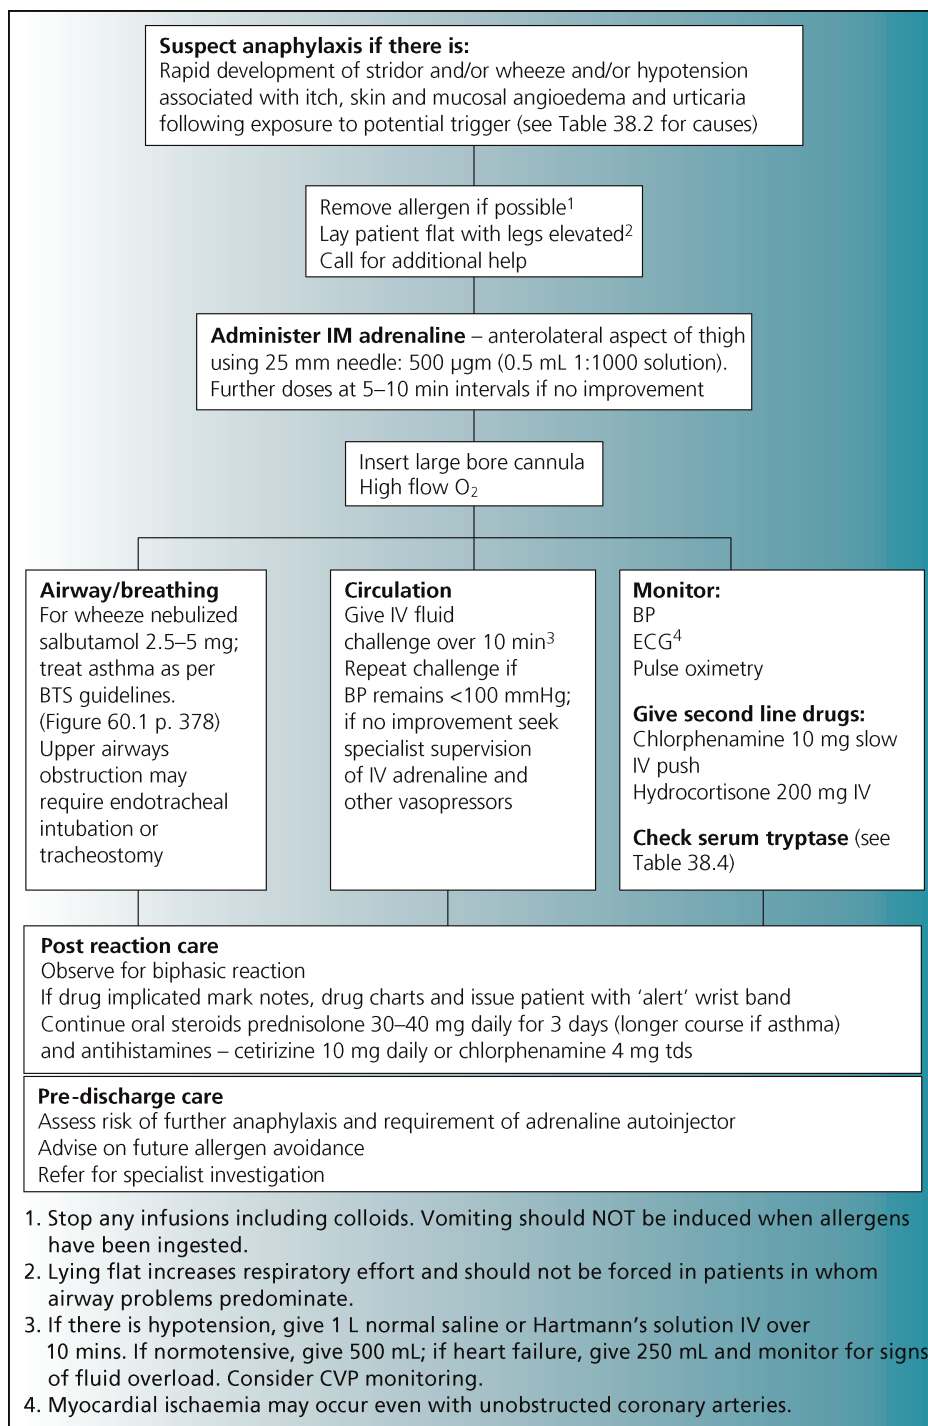 Suspect anaphylaxis if there is:
Rapid development of stridor and/or wheeze and/or hypotension
associated with itch, skin and mucosal angioedema and urticaria
following exposure to potential trigger (see Table 38.2 for causes)
Remove allergen if possible1
Lay patient flat with legs elevated2
Call for additional help
Administer IM adrenaline – anterolateral aspect of thigh
using 25 mm needle: 500 µgm (0.5 mL 1:1000 solution).
Further doses at 5–10 min intervals if no improvement
Insert large bore cannula
High flow O2
Airway/breathing
For wheeze nebulized
salbutamol 2.5–5 mg;
treat asthma as per
BTS guidelines.
(Figure 60.1 p. 378)
Upper airways
obstruction may
require endotracheal
intubation or
tracheostomy
Circulation
Give IV fluid
challenge over 10 min3
Repeat challenge if
BP remains <100 mmHg;
if no improvement seek
specialist supervision
of IV adrenaline and
other vasopressors
Monitor:
BP
ECG4
Pulse oximetry
Give second line drugs:
Chlorphenamine 10 mg slow
IV push
Hydrocortisone 200 mg IV
Check serum tryptase (see
Table 38.4)
Post reaction care
Observe for biphasic reaction
If drug implicated mark notes, drug charts and issue patient with ‘alert’ wrist band
Continue oral steroids prednisolone 30–40 mg daily for 3 days (longer course if asthma)
and antihistamines – cetirizine 10 mg daily or chlorphenamine 4 mg tds
Pre-discharge care
Assess risk of further anaphylaxis and requirement of adrenaline autoinjector
Advise on future allergen avoidance
Refer for specialist investigation
1. Stop any infusions including colloids. Vomiting should NOT be induced when allergens
have been ingested.
2. Lying flat increases respiratory effort and should not be forced in patients in whom
airway problems predominate.
3. If there is hypotension, give 1 L normal saline or Hartmann’s solution IV over
10 mins. If normotensive, give 500 mL; if heart failure, give 250 mL and monitor for signs
of fluid overload. Consider CVP monitoring.
4. Myocardial ischaemia may occur even with unobstructed coronary arteries.